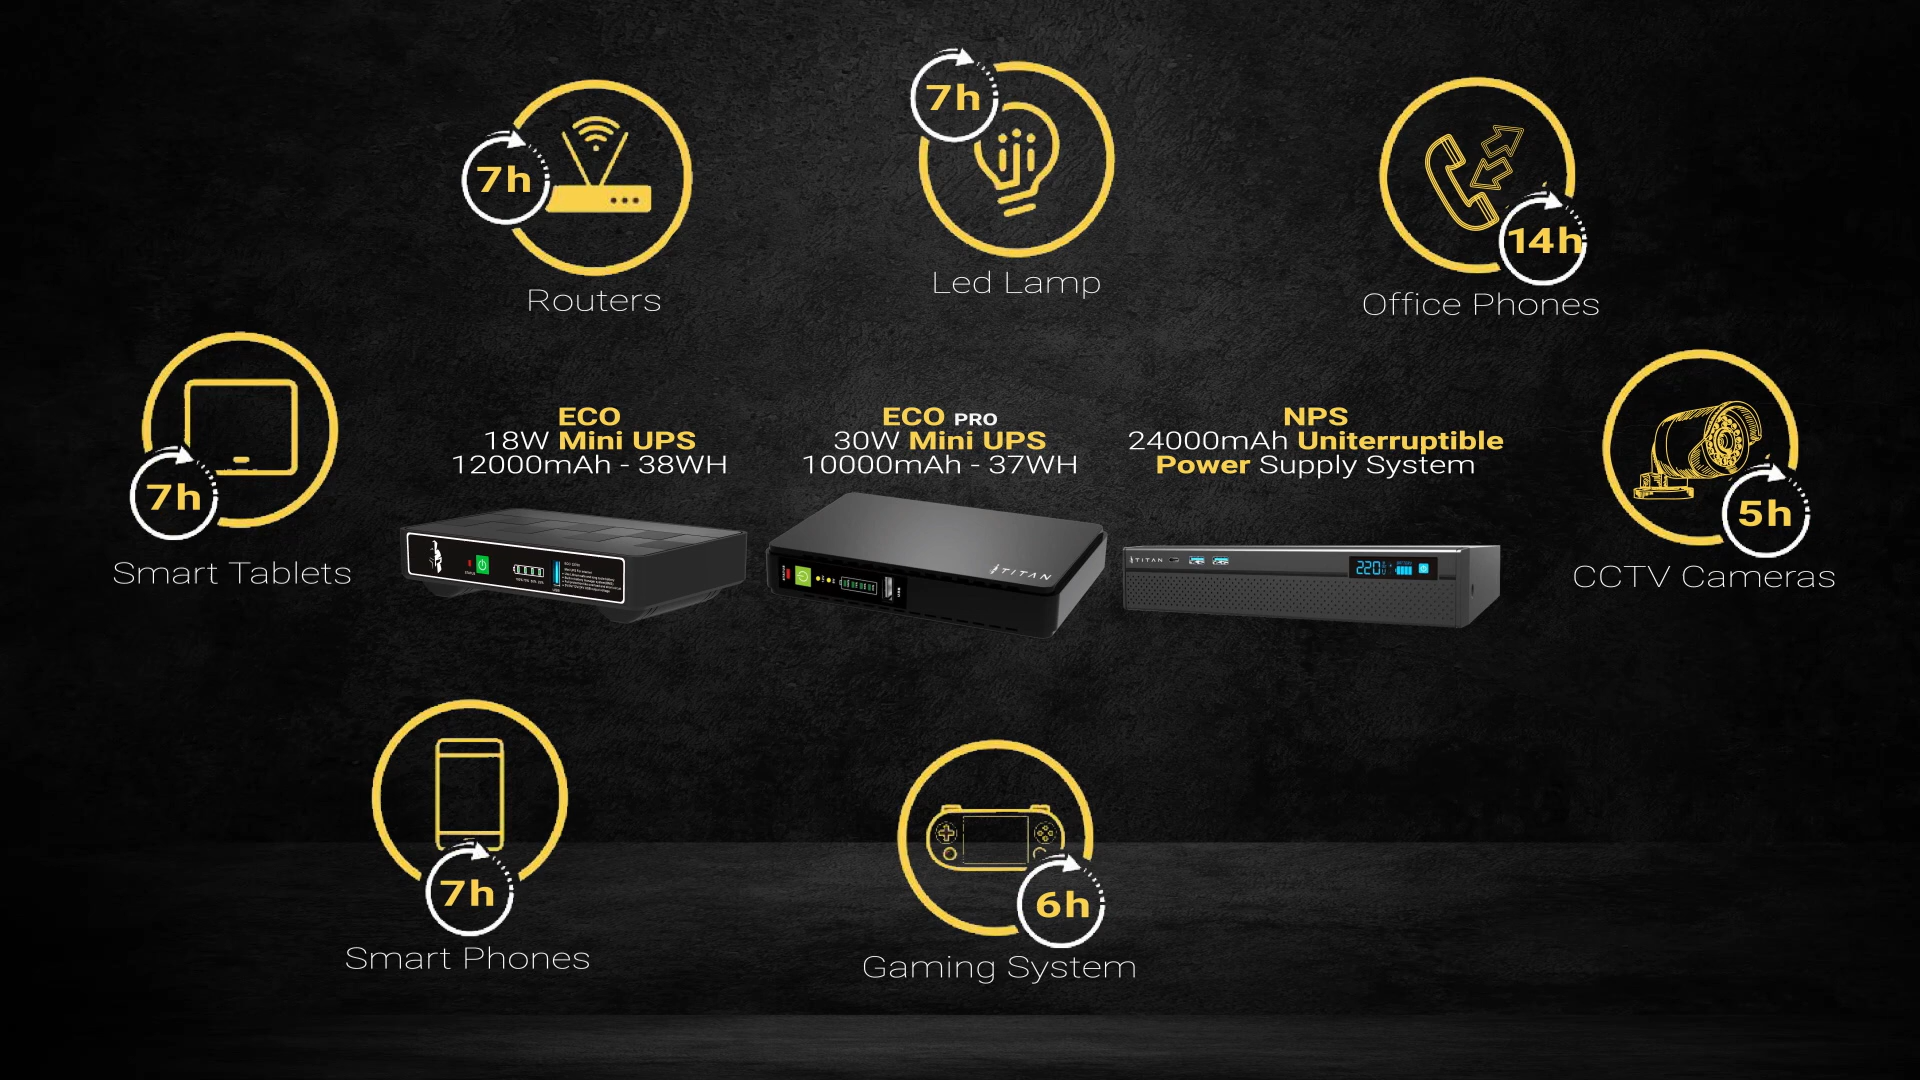 7h
Routers
7h
Led Lamp
14h
Office Phones
7h
Smart Tablets
ECO
18W Mini UPS
12000mAh - 38WH
ECO PRO
30W Mini UPS
10000mAh - 37WH
NPS
24000mAh Uniterruptible
Power Supply System
5h
CCTV Cameras
TITAN
TITAN
220
7h
Smart Phones
6h
Gaming System